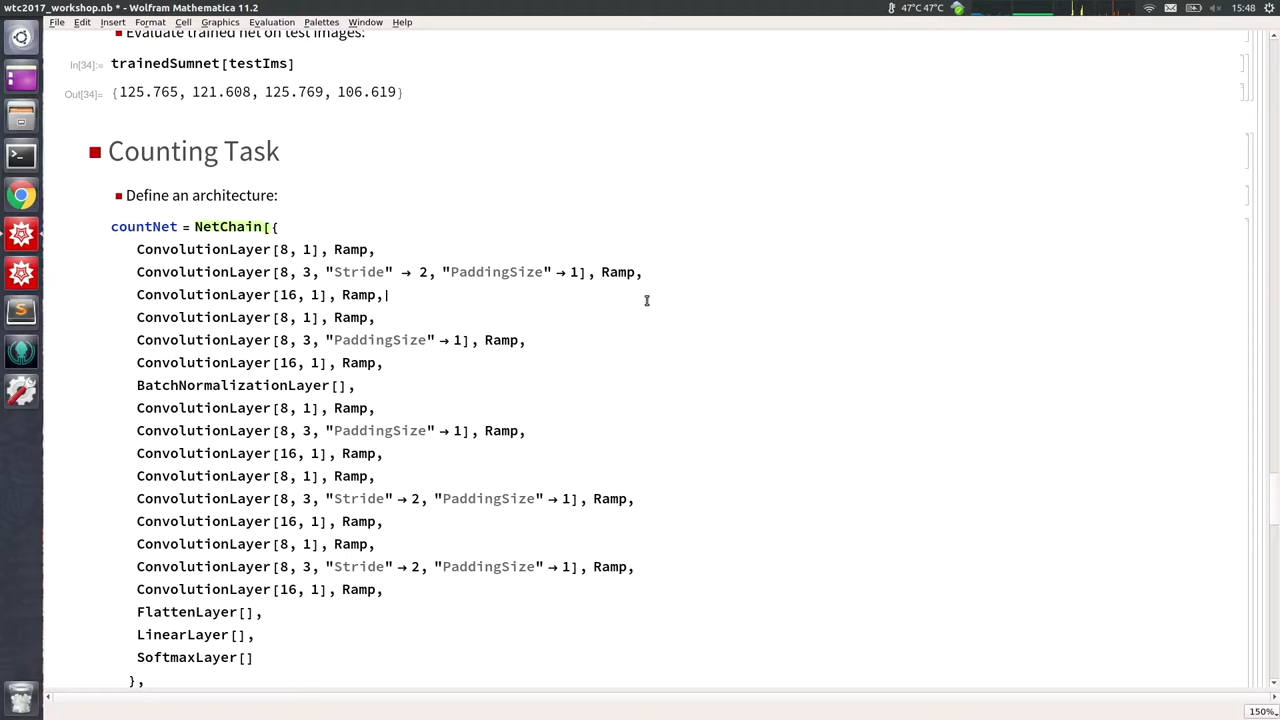 wtc2017_workshop.nb * - Wolfram Mathematica 11.2
47°C 47°C
15:48
File Edit Insert Format Cell Graphics Evaluation Palettes Window Help
Evaluate trained net on test images:
In[34]:= trainedSumnet[testIms]
Out[34]= {125.765, 121.608, 125.769, 106.619}
Counting Task
Define an architecture:
countNet = NetChain[{
ConvolutionLayer[8, 1], Ramp,
ConvolutionLayer[8, 3, "Stride" → 2, "PaddingSize" → 1], Ramp,
ConvolutionLayer[16, 1], Ramp,
ConvolutionLayer[8, 1], Ramp,
ConvolutionLayer[8, 3, "PaddingSize" → 1], Ramp,
ConvolutionLayer[16, 1], Ramp,
BatchNormalizationLayer[],
ConvolutionLayer[8, 1], Ramp,
ConvolutionLayer[8, 3, "PaddingSize" → 1], Ramp,
ConvolutionLayer[16, 1], Ramp,
ConvolutionLayer[8, 1], Ramp,
ConvolutionLayer[8, 3, "Stride" → 2, "PaddingSize" → 1], Ramp,
ConvolutionLayer[16, 1], Ramp,
ConvolutionLayer[8, 1], Ramp,
ConvolutionLayer[8, 3, "Stride" → 2, "PaddingSize" → 1], Ramp,
ConvolutionLayer[16, 1], Ramp,
FlattenLayer[],
LinearLayer[],
SoftmaxLayer[]
},
150%